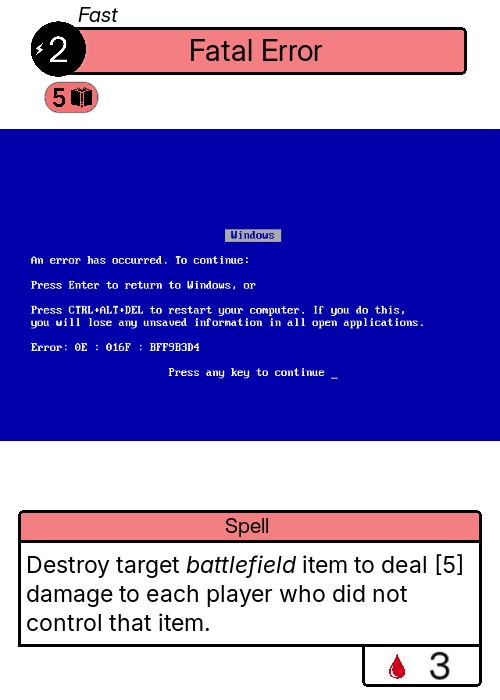 Fast
2
Fatal Error
5
Windows
An error has occurred. To continue:
Press Enter to return to Windows, or
Press CTRL+ALT+DEL to restart your computer. If you do this,
you will lose any unsaved information in all open applications.
Error: 0E : 016F : BFF9B3D4
Press any key to continue _
Spell
Destroy target battlefield item to deal [5]
damage to each player who did not
control that item.
3